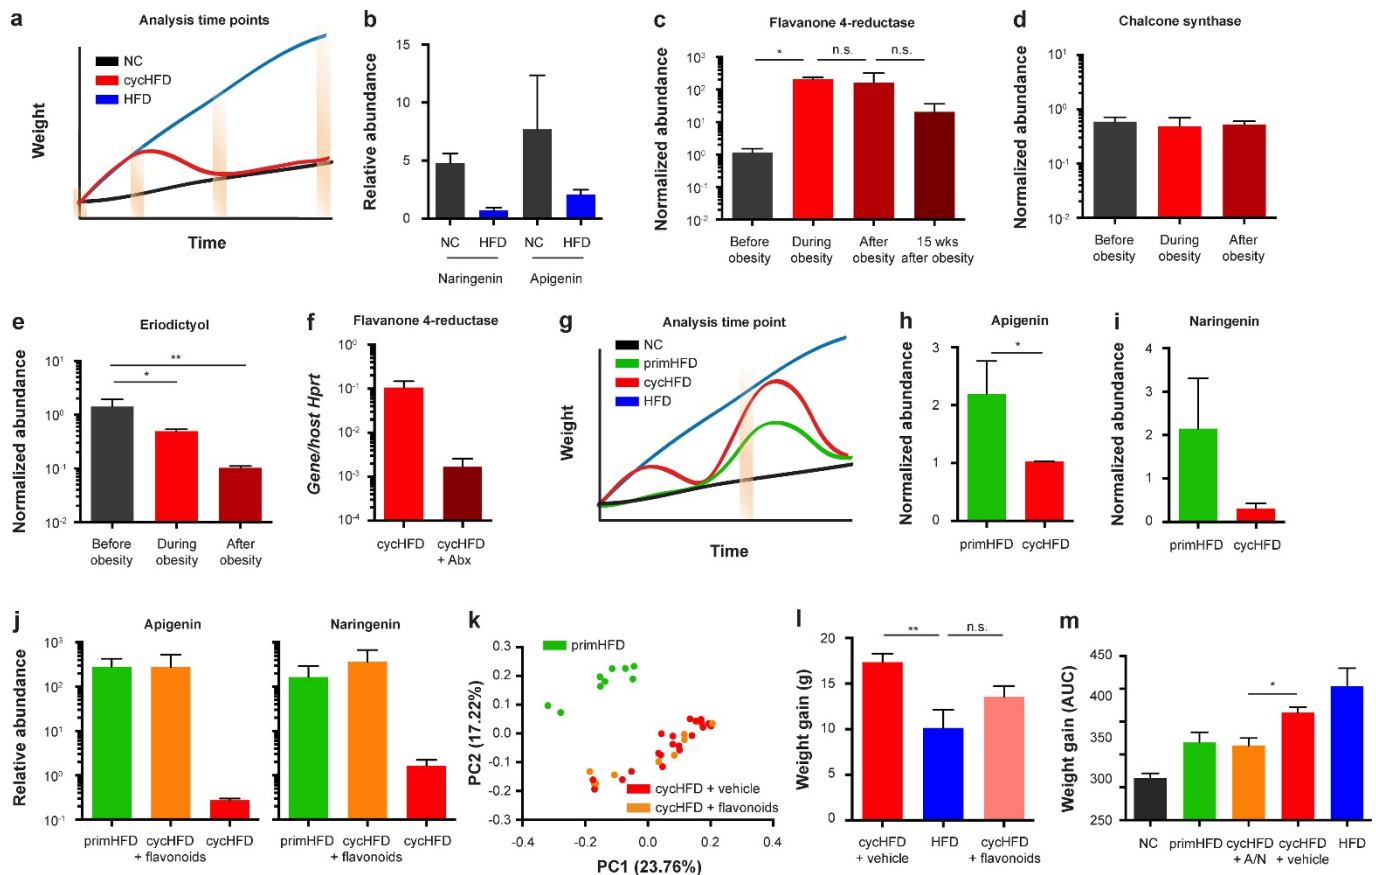 a
Analysis time points
NC
cycHFD
HFD
Weight
Time
b
Relative abundance
15
10
5
0
NC HFD NC HFD
Naringenin Apigenin
c
Flavanone 4-reductase
Normalized abundance
* n.s. n.s.
10³
10²
10¹
10⁰
10⁻¹
10⁻²
Before During After 15 wks
obesity obesity obesity after obesity
d
Chalcone synthase
Normalized abundance
10¹
10⁰
10⁻¹
10⁻²
Before During After
obesity obesity obesity
e
Eriodictyol
Normalized abundance
**
*
10¹
10⁰
10⁻¹
10⁻²
Before During After
obesity obesity obesity
f
Flavanone 4-reductase
Gene/host Hprt
10⁰
10⁻¹
10⁻²
10⁻³
10⁻⁴
cycHFD cycHFD
+ Abx
g
Analysis time point
NC
primHFD
cycHFD
HFD
Weight
Time
h
Apigenin
Normalized abundance
*
3
2
1
0
primHFD cycHFD
i
Naringenin
Normalized abundance
4
3
2
1
0
primHFD cycHFD
j
Apigenin Naringenin
Relative abundance
10³
10²
10¹
10⁰
10⁻¹
primHFD cycHFD cycHFD primHFD cycHFD cycHFD
+ flavonoids + flavonoids
k
PC2 (17.22%)
0.3
0.1
0.0
-0.1
-0.2
-0.3
primHFD
cycHFD + vehicle
cycHFD + flavonoids
-0.4 -0.2 0.0 0.2 0.4
PC1 (23.76%)
l
Weight gain (g)
** n.s.
20
15
10
5
0
cycHFD HFD cycHFD
+ vehicle + flavonoids
m
Weight gain (AUC)
*
450
400
350
300
250
NC primHFD cycHFD cycHFD HFD
+ A/N + vehicle